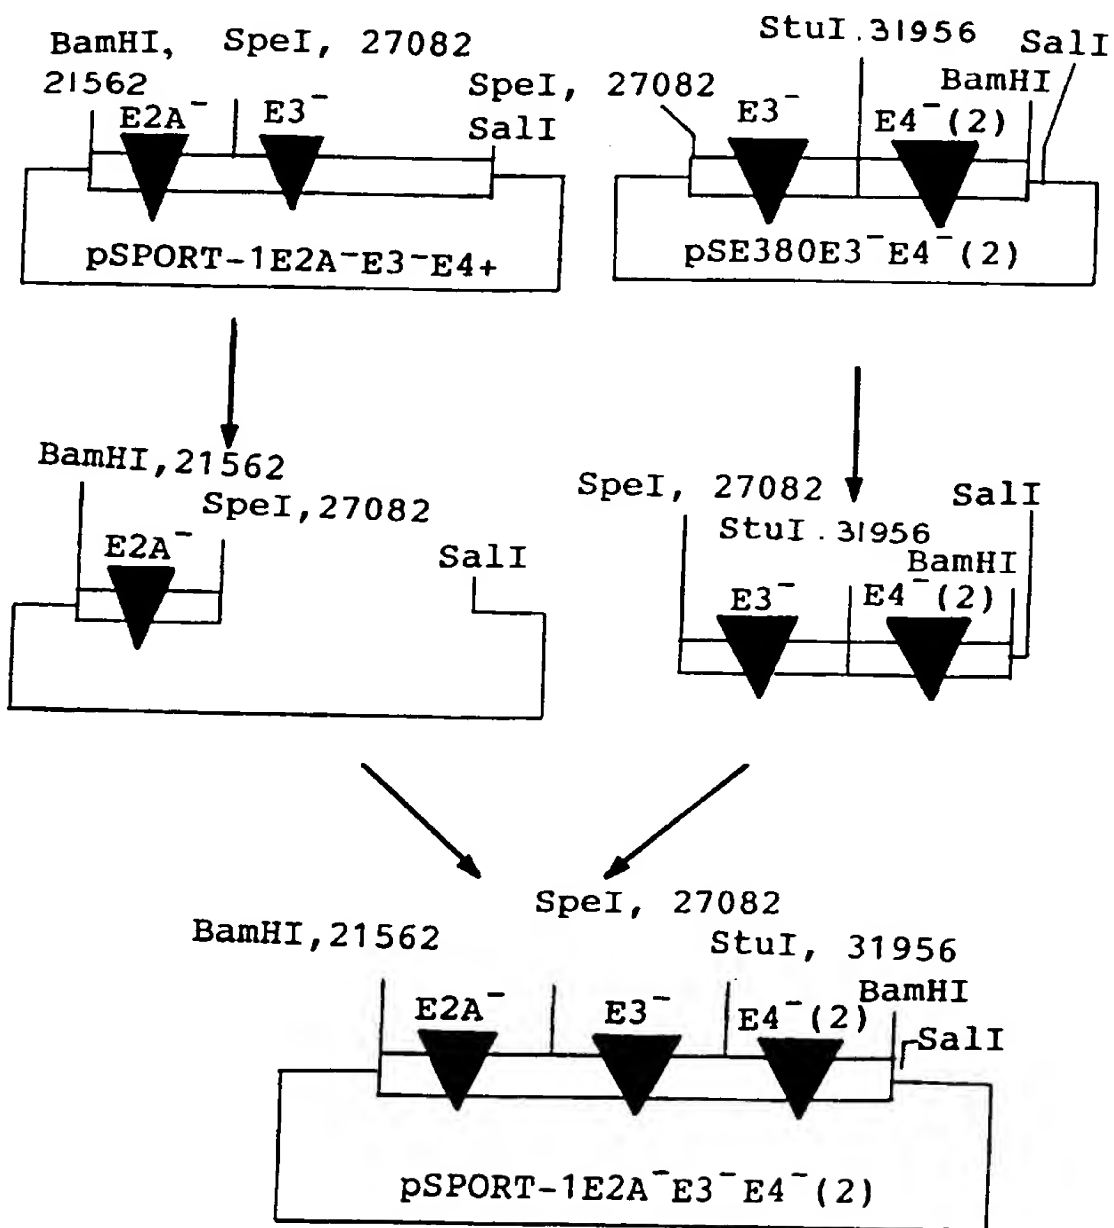 BamHI,
21562
SpeI, 27082
E2A-
E3-
SpeI, 27082
SalI
pSPORT-1E2A-E3-E4+
StuI.31956
SalI
BamHI
E3-
E4-(2)
pSE380E3-E4-(2)
BamHI,21562
SpeI,27082
E2A-
SalI
SpeI, 27082
StuI.31956
SalI
BamHI
E3-
E4-(2)
SpeI, 27082
BamHI,21562
StuI, 31956
BamHI
E2A-
E3-
E4-(2)
SalI
pSPORT-1E2A-E3-E4-(2)